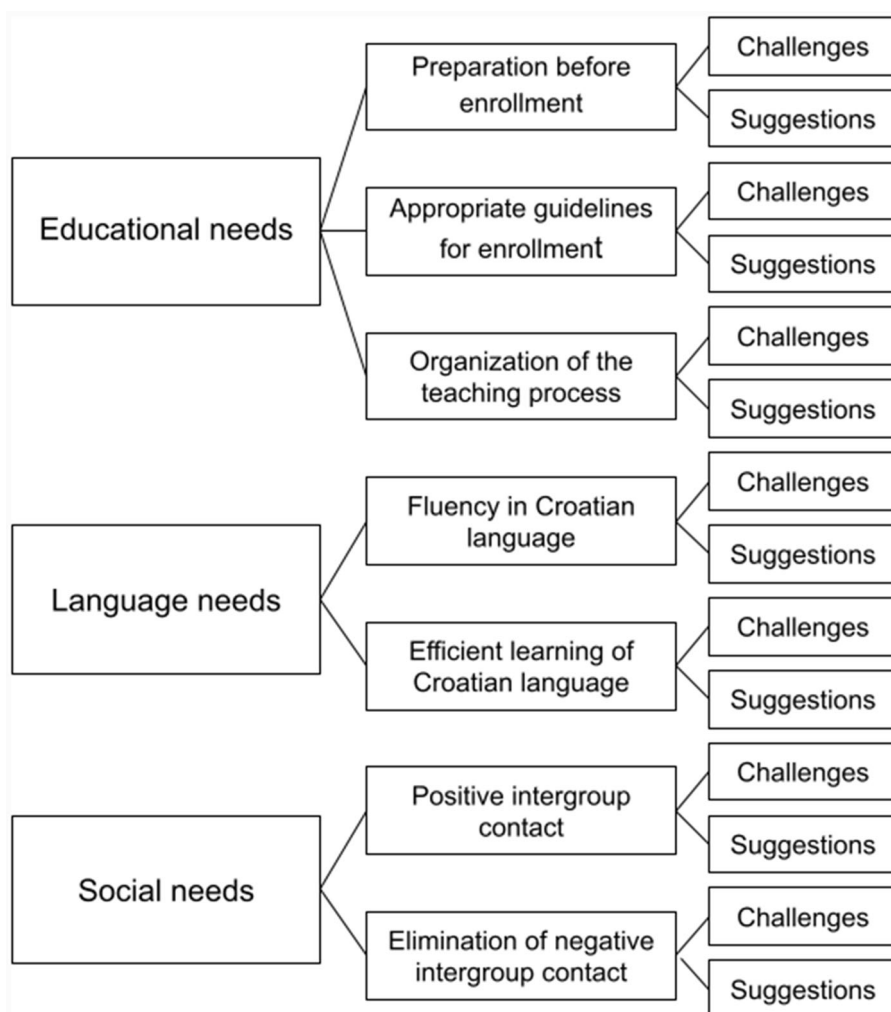 Educational needs
Preparation before
enrollment
Challenges
Suggestions
Appropriate guidelines
for enrollment
Challenges
Suggestions
Organization of the
teaching process
Challenges
Suggestions
Language needs
Fluency in Croatian
language
Challenges
Suggestions
Efficient learning of
Croatian language
Challenges
Suggestions
Social needs
Positive intergroup
contact
Challenges
Suggestions
Elimination of negative
intergroup contact
Challenges
Suggestions